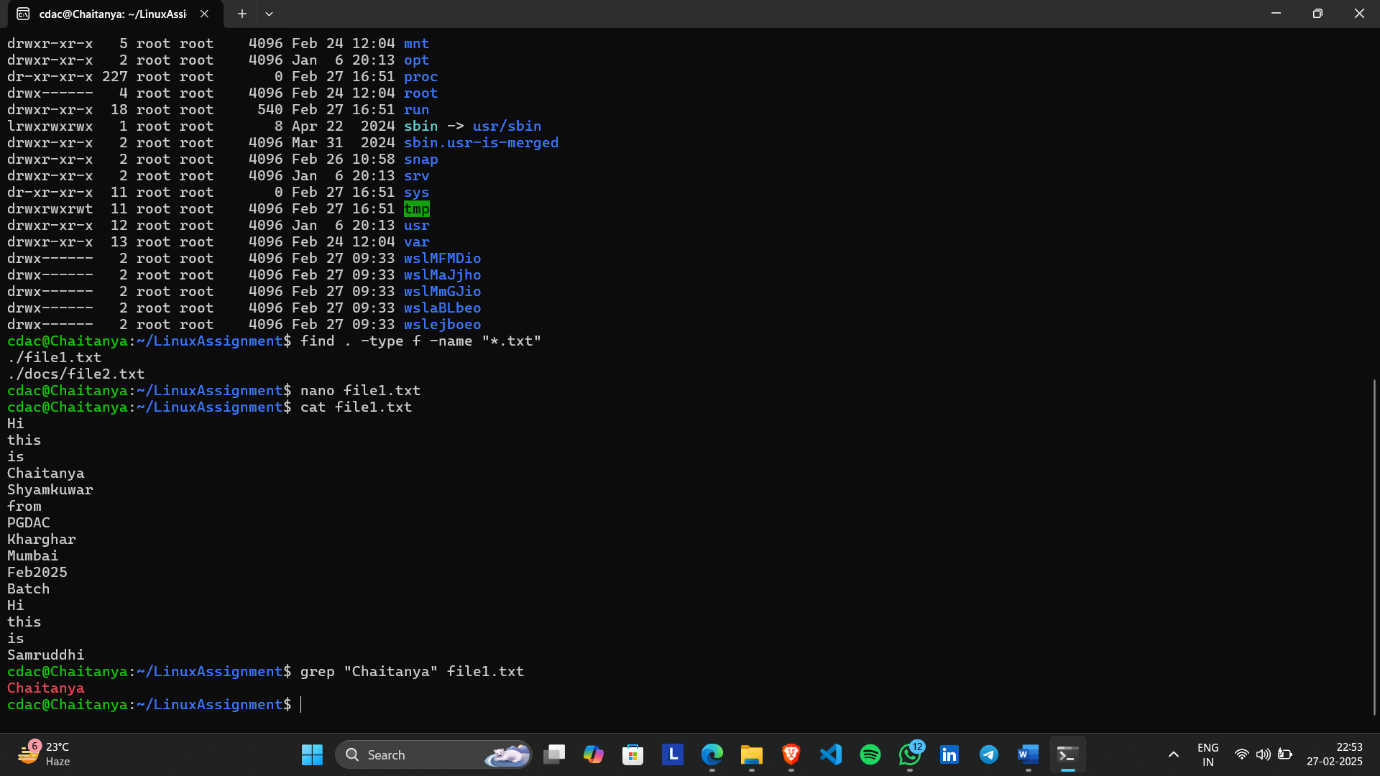 cdac@Chaitanya: ~/LinuxAssi
drwxr-xr-x   5 root root    4096 Feb 24 12:04 mnt
drwxr-xr-x   2 root root    4096 Jan  6 20:13 opt
dr-xr-xr-x 227 root root       0 Feb 27 16:51 proc
drwx------   4 root root    4096 Feb 24 12:04 root
drwxr-xr-x  18 root root     540 Feb 27 16:51 run
lrwxrwxrwx   1 root root       8 Apr 22  2024 sbin -> usr/sbin
drwxr-xr-x   2 root root    4096 Mar 31  2024 sbin.usr-is-merged
drwxr-xr-x   2 root root    4096 Feb 26 10:58 snap
drwxr-xr-x   2 root root    4096 Jan  6 20:13 srv
dr-xr-xr-x  11 root root       0 Feb 27 16:51 sys
drwxrwxrwt  11 root root    4096 Feb 27 16:51 tmp
drwxr-xr-x  12 root root    4096 Jan  6 20:13 usr
drwxr-xr-x  13 root root    4096 Feb 24 12:04 var
drwx------   2 root root    4096 Feb 27 09:33 wslMFMDio
drwx------   2 root root    4096 Feb 27 09:33 wslMaJjho
drwx------   2 root root    4096 Feb 27 09:33 wslMmGJio
drwx------   2 root root    4096 Feb 27 09:33 wslaBLbeo
drwx------   2 root root    4096 Feb 27 09:33 wslejboeo
cdac@Chaitanya:~/LinuxAssignment$ find . -type f -name "*.txt"
./file1.txt
./docs/file2.txt
cdac@Chaitanya:~/LinuxAssignment$ nano file1.txt
cdac@Chaitanya:~/LinuxAssignment$ cat file1.txt
Hi
this
is
Chaitanya
Shyamkuwar
from
PGDAC
Kharghar
Mumbai
Feb2025
Batch
Hi
this
is
Samruddhi
cdac@Chaitanya:~/LinuxAssignment$ grep "Chaitanya" file1.txt
Chaitanya
cdac@Chaitanya:~/LinuxAssignment$
6
23°C
Haze
Search
L
12
in
W
ENG
IN
22:53
27-02-2025